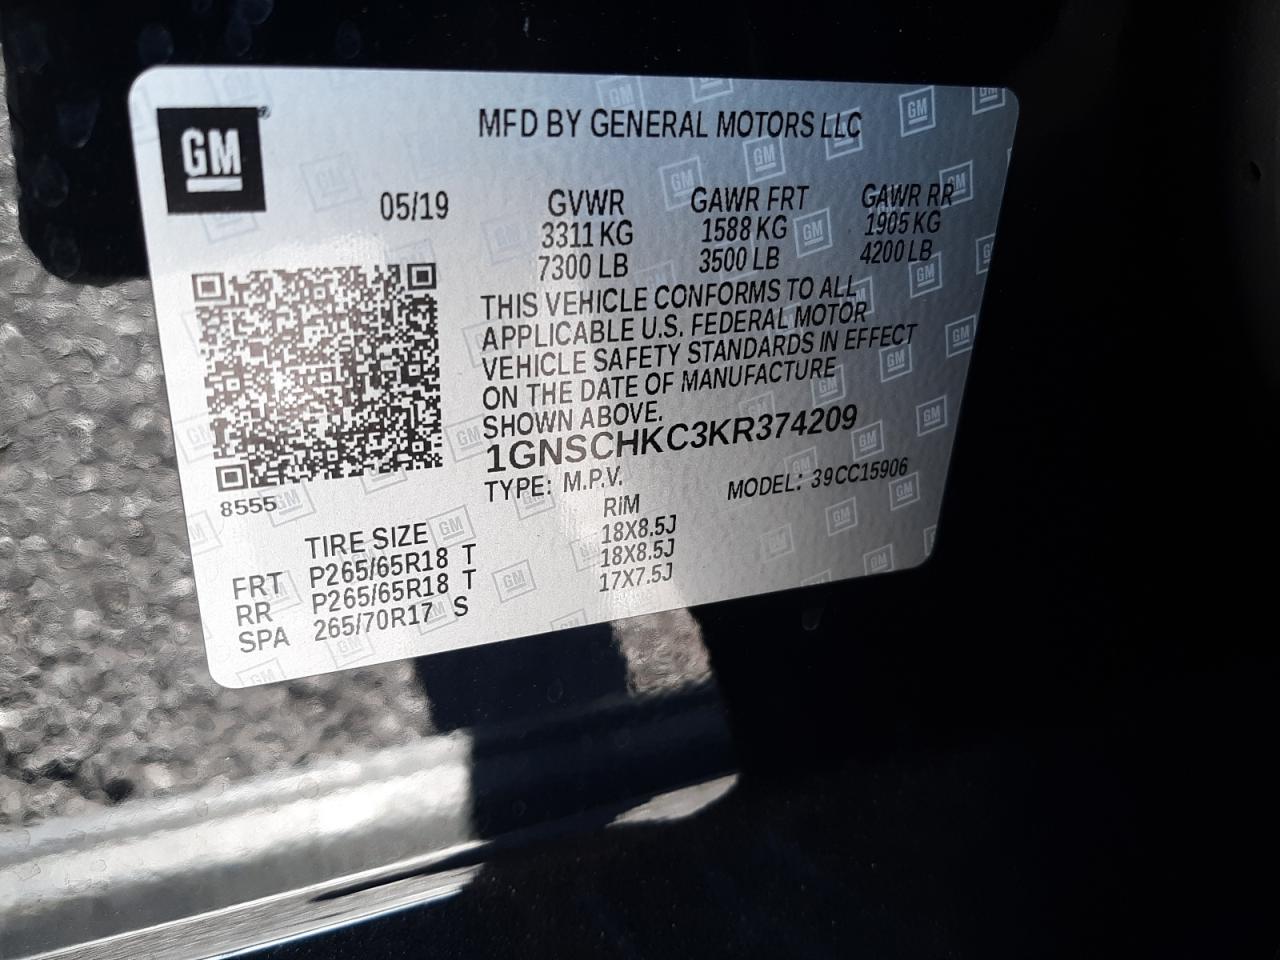 GM
MFD BY GENERAL MOTORS LLC
05/19 GVWR GAWR FRT GAWR RR
3311 KG 1588 KG 1905 KG
7300 LB 3500 LB 4200 LB
THIS VEHICLE CONFORMS TO ALL
APPLICABLE U.S. FEDERAL MOTOR
VEHICLE SAFETY STANDARDS IN EFFECT
ON THE DATE OF MANUFACTURE
SHOWN ABOVE.
1GNSCHKC3KR374209
TYPE: M.P.V. MODEL: 39CC15906
8555
TIRE SIZE RiM
FRT P265/65R18 T 18X8.5J
RR P265/65R18 T 18X8.5J
SPA 265/70R17 S 17X7.5J